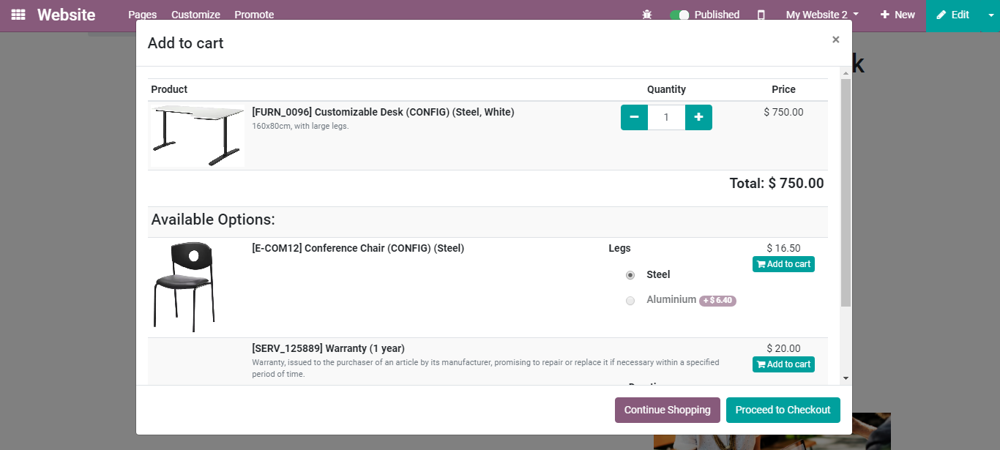 Website Pages Customize Promote Published My Website 2 New Edit
Add to cart ×
k
Product Quantity Price
[FURN_0096] Customizable Desk (CONFIG) (Steel, White) 1 $ 750.00
160x80cm, with large legs.
Total: $ 750.00
Available Options:
[E-COM12] Conference Chair (CONFIG) (Steel) Legs $ 16.50
Add to cart
Steel
Aluminium + $ 6.40
[SERV_125889] Warranty (1 year) $ 20.00
Warranty, issued to the purchaser of an article by its manufacturer, promising to repair or replace it if necessary within a specified Add to cart
period of time.
Continue Shopping Proceed to Checkout